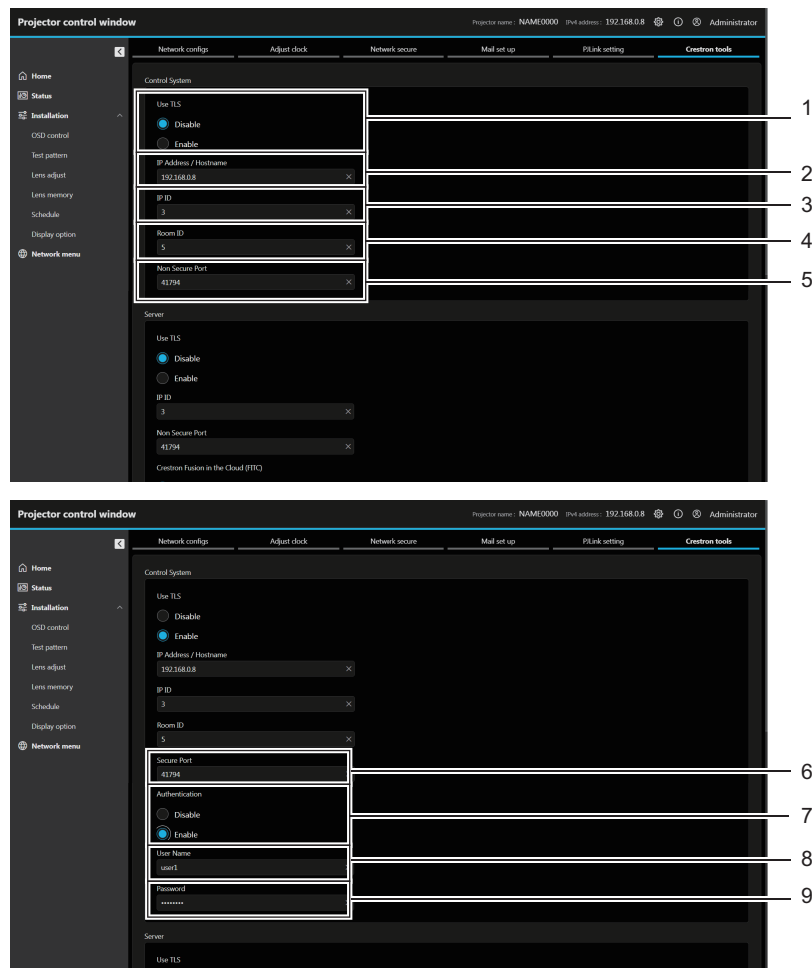 Projector control window
Projector name : NAME0000 IPv4 address : 192.168.0.8 Administrator
Network configs Adjust clock Network secure Mail set up PJLink setting Crestron tools
Home
Status
Installation
OSD control
Test pattern
Lens adjust
Lens memory
Schedule
Display option
Network menu
Control System
Use TLS
Disable
Enable
1
IP Address / Hostname
192.168.0.8
2
IP ID
3
3
Room ID
5
4
Non Secure Port
41794
5
Server
Use TLS
Disable
Enable
IP ID
3
Non Secure Port
41794
Crestron Fusion in the Cloud (FITC)
Projector control window
Projector name : NAME0000 IPv4 address : 192.168.0.8 Administrator
Network configs Adjust clock Network secure Mail set up PJLink setting Crestron tools
Home
Status
Installation
OSD control
Test pattern
Lens adjust
Lens memory
Schedule
Display option
Network menu
Control System
Use TLS
Disable
Enable
IP Address / Hostname
192.168.0.8
IP ID
3
Room ID
5
Secure Port
41794
6
Authentication
Disable
Enable
7
User Name
user1
8
Password
••••••••
9
Server
Use TLS